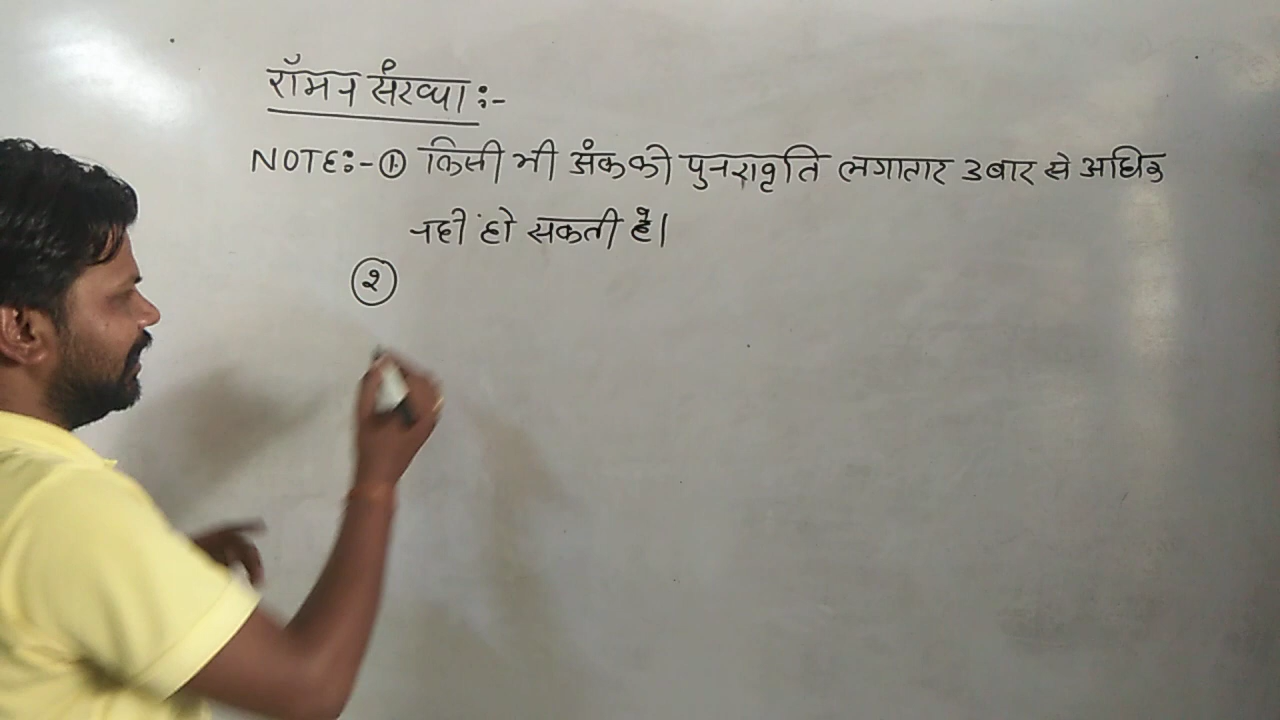 रॉमन संख्या :-
NOTE:- ① किसी भी अंक की पुनरावृति लगातार 3 बार से अधिक
नही हो सकती है।
②